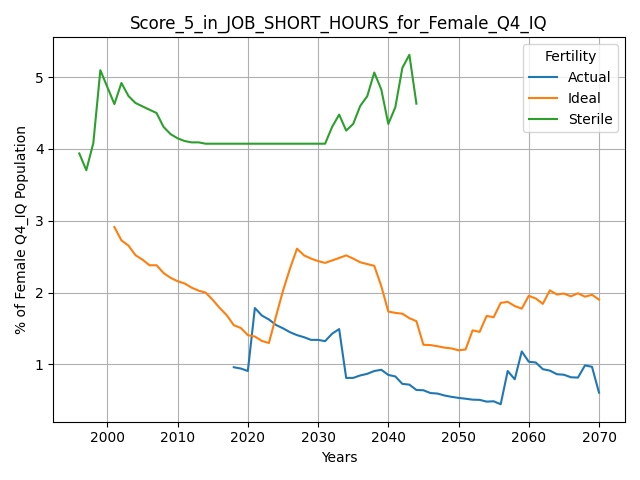 Score_5_in_JOB_SHORT_HOURS_for_Female_Q4_IQ
Fertility
Actual
Ideal
Sterile
% of Female Q4_IQ Population
5
4
3
2
1
2000 2010 2020 2030 2040 2050 2060 2070
Years